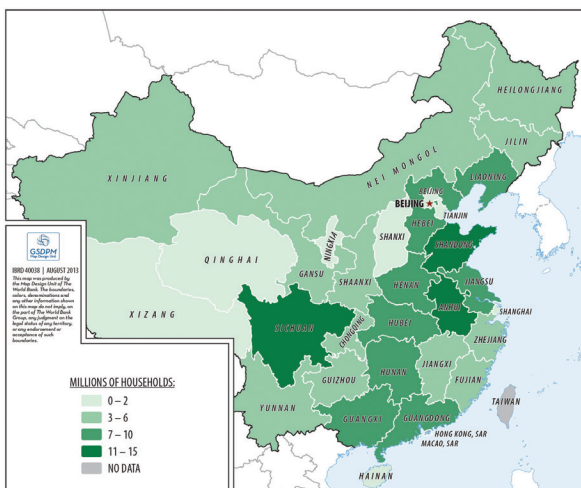 HEILONGJIANG
JILIN
NEI MONGOL
LIAONING
XINJIANG
BEIJING
BEIJING
TIANJIN
HEBEI
SHANXI
NINGXIA
SHANDONG
QINGHAI
GANSU
SHAANXI
HENAN
JIANGSU
ANHUI
SHANGHAI
XIZANG
SICHUAN
CHONGQING
HUBEI
ZHEJIANG
HUNAN
JIANGXI
GUIZHOU
FUJIAN
YUNNAN
GUANGXI
GUANGDONG
TAIWAN
HONG KONG, SAR
MACAO, SAR
HAINAN
GSDPM
Map Design Unit
IBRD 40038 | AUGUST 2013
This map was produced by
the Map Design Unit of The
World Bank. The boundaries,
colors, denominations and
any other information shown
on this map do not imply, on
the part of The World Bank
Group, any judgment on the
legal status of any territory,
or any endorsement or
acceptance of such
boundaries.
MILLIONS OF HOUSEHOLDS:
0 – 2
3 – 6
7 – 10
11 – 15
NO DATA